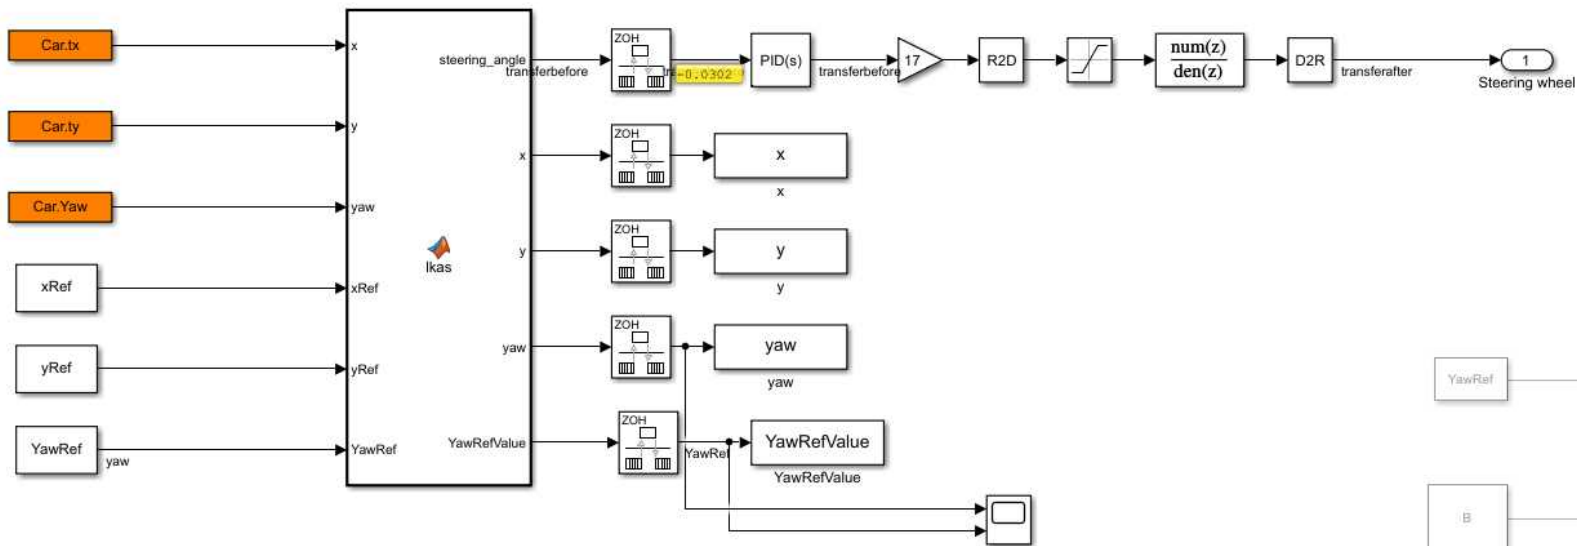 Car.tx
x
steering_angle
transferbefore
ZOH
-0.0302
PID(s)
transferbefore
17
R2D
num(z)
den(z)
D2R
transferafter
1
Steering wheel
Car.ty
y
x
ZOH
x
x
Car.Yaw
yaw
lkas
y
ZOH
y
y
xRef
xRef
yaw
ZOH
yaw
yaw
yRef
yRef
YawRef
YawRef
yaw
YawRef
YawRefValue
ZOH
YawRef
YawRefValue
YawRefValue
B